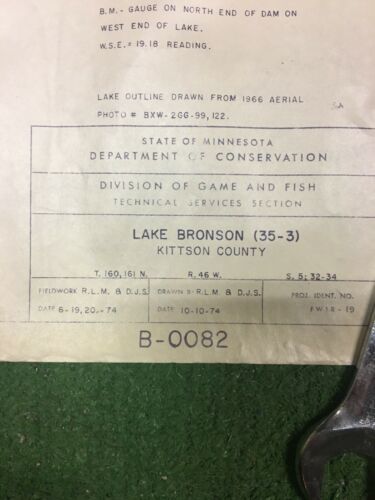 B.M. - GAUGE ON NORTH END OF DAM ON
WEST END OF LAKE.
W.S.E. = 19.18 READING.
LAKE OUTLINE DRAWN FROM 1966 AERIAL
PHOTO # BXW-2GG-99, 122.
STATE OF MINNESOTA
DEPARTMENT OF CONSERVATION
DIVISION OF GAME AND FISH
TECHNICAL SERVICES SECTION
LAKE BRONSON (35-3)
KITTSON COUNTY
T. 160, 161 N. R. 46 W. S. 5; 32-34
FIELDWORK R.L.M. & D.J.S. DRAWN BY R.L.M. & D.J.S. PROJ. IDENT. NO.
DATE 6-19, 20,-74 DATE 10-10-74 FW1R-19
B-0082